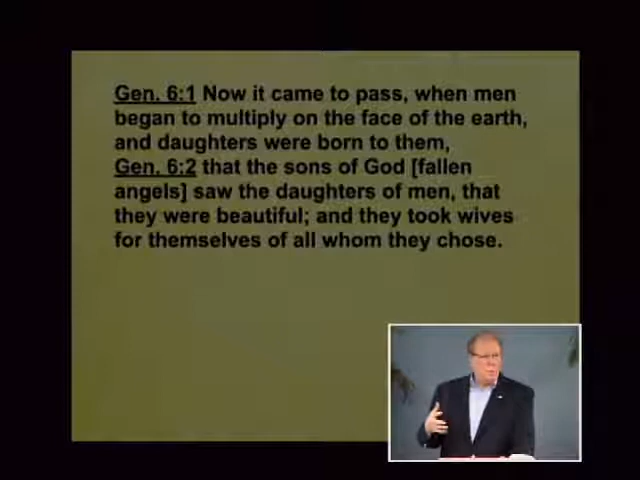 Gen. 6:1 Now it came to pass, when men
began to multiply on the face of the earth,
and daughters were born to them,
Gen. 6:2 that the sons of God [fallen
angels] saw the daughters of men, that
they were beautiful; and they took wives
for themselves of all whom they chose.